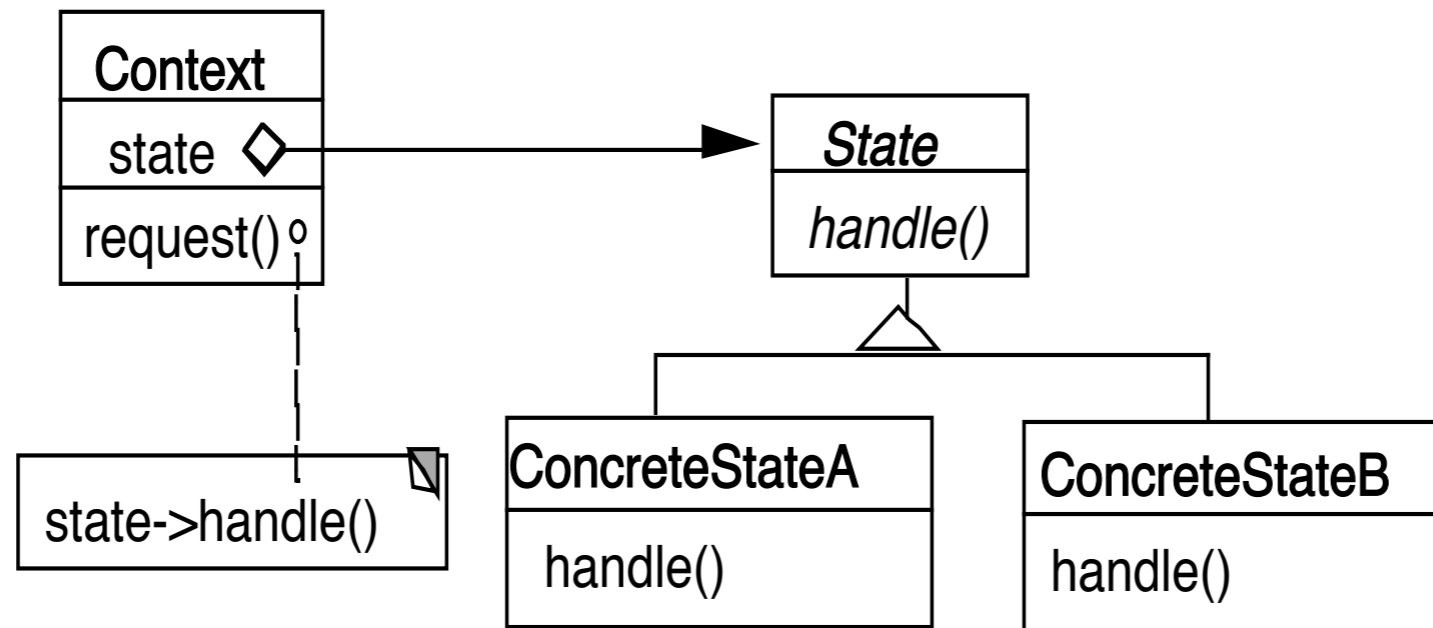 Context
state
request()
state->handle()
State
handle()
ConcreteStateA
handle()
ConcreteStateB
handle()